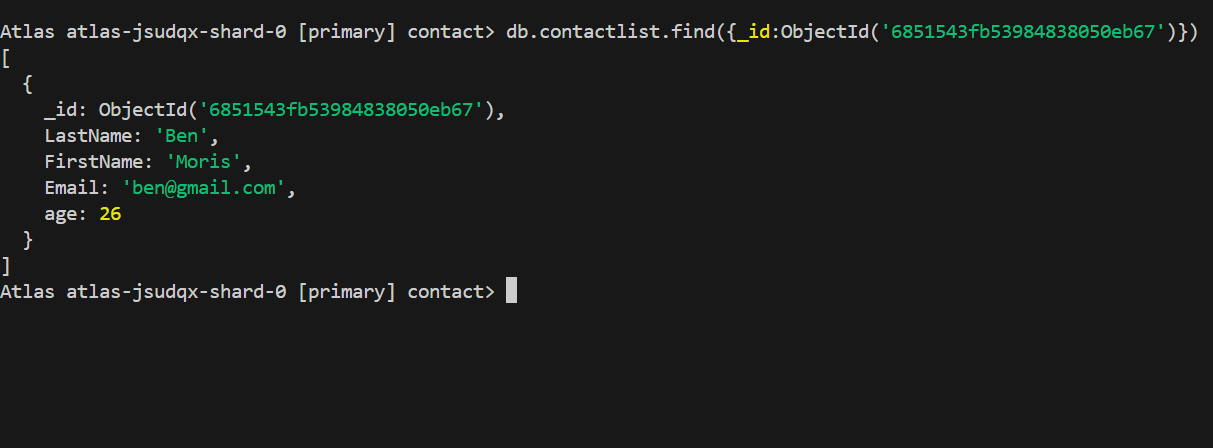 Atlas atlas-jsudqx-shard-0 [primary] contact> db.contactlist.find({_id:ObjectId('6851543fb53984838050eb67')})
[
  {
    _id: ObjectId('6851543fb53984838050eb67'),
    LastName: 'Ben',
    FirstName: 'Moris',
    Email: 'ben@gmail.com',
    age: 26
  }
]
Atlas atlas-jsudqx-shard-0 [primary] contact>